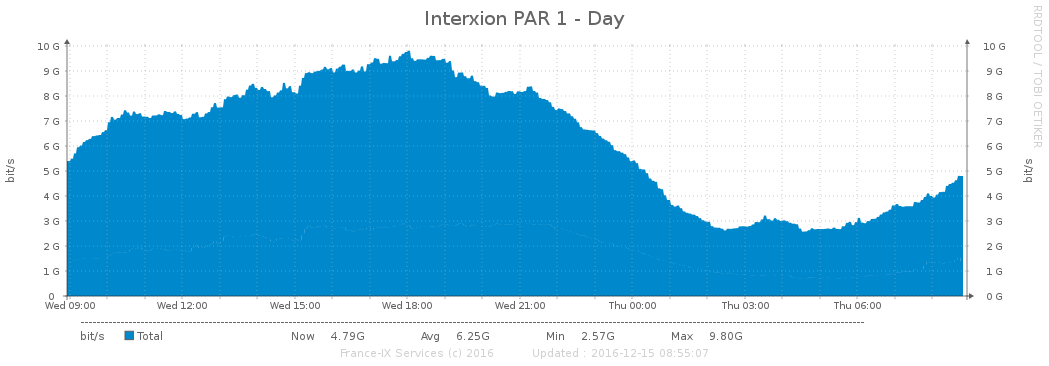 Interxion PAR 1 - Day
RRDTOOL / TOBI OETIKER
bit/s
10 G
9 G
8 G
7 G
6 G
5 G
4 G
3 G
2 G
1 G
0
10 G
9 G
8 G
7 G
6 G
5 G
4 G
3 G
2 G
1 G
0 G
bit/s
Wed 09:00 Wed 12:00 Wed 15:00 Wed 18:00 Wed 21:00 Thu 00:00 Thu 03:00 Thu 06:00
bit/s Total Now 4.79G Avg 6.25G Min 2.57G Max 9.80G
France-IX Services (c) 2016 Updated : 2016-12-15 08:55:07